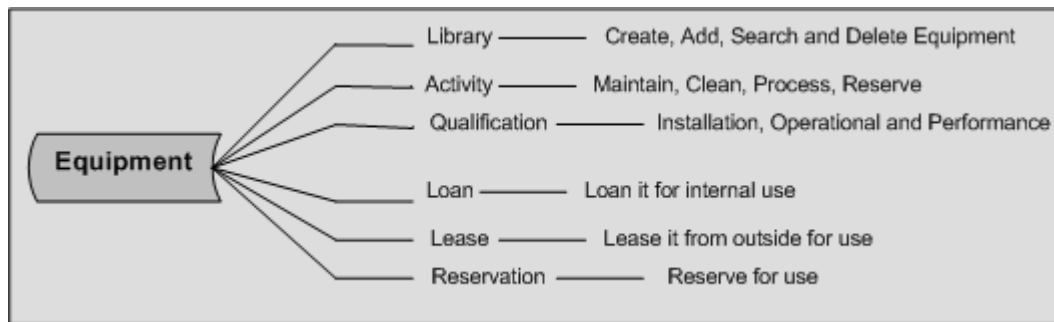 Library Create, Add, Search and Delete Equipment
Activity Maintain, Clean, Process, Reserve
Qualification Installation, Operational and Performance
Equipment
Loan Loan it for internal use
Lease Lease it from outside for use
Reservation Reserve for use